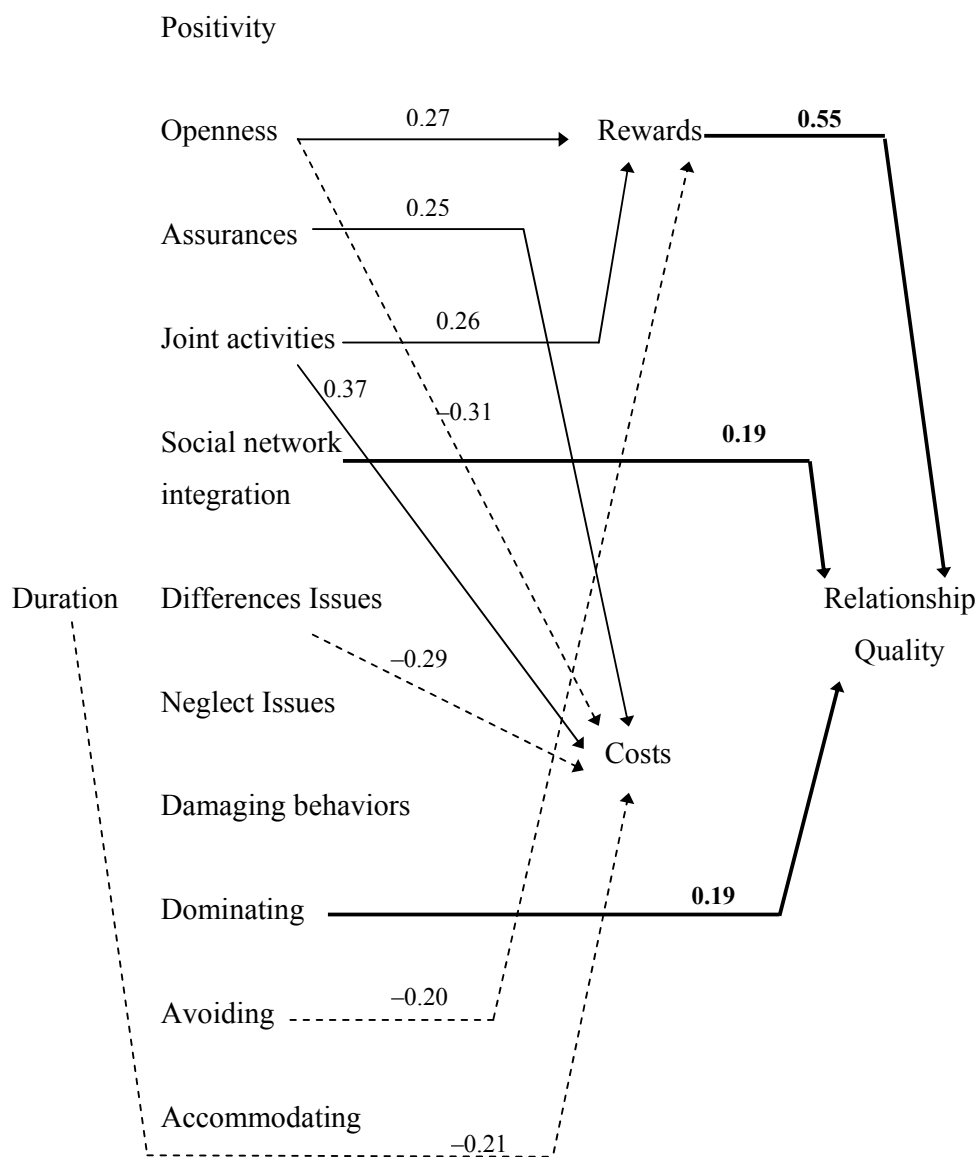 Positivity
0.27
0.55
Openness
Rewards
0.25
Assurances
0.26
Joint activities
0.37
–0.31
Social network
0.19
integration
Duration
Differences Issues
Relationship
–0.29
Quality
Neglect Issues
Costs
Damaging behaviors
0.19
Dominating
–0.20
Avoiding
Accommodating
–0.21